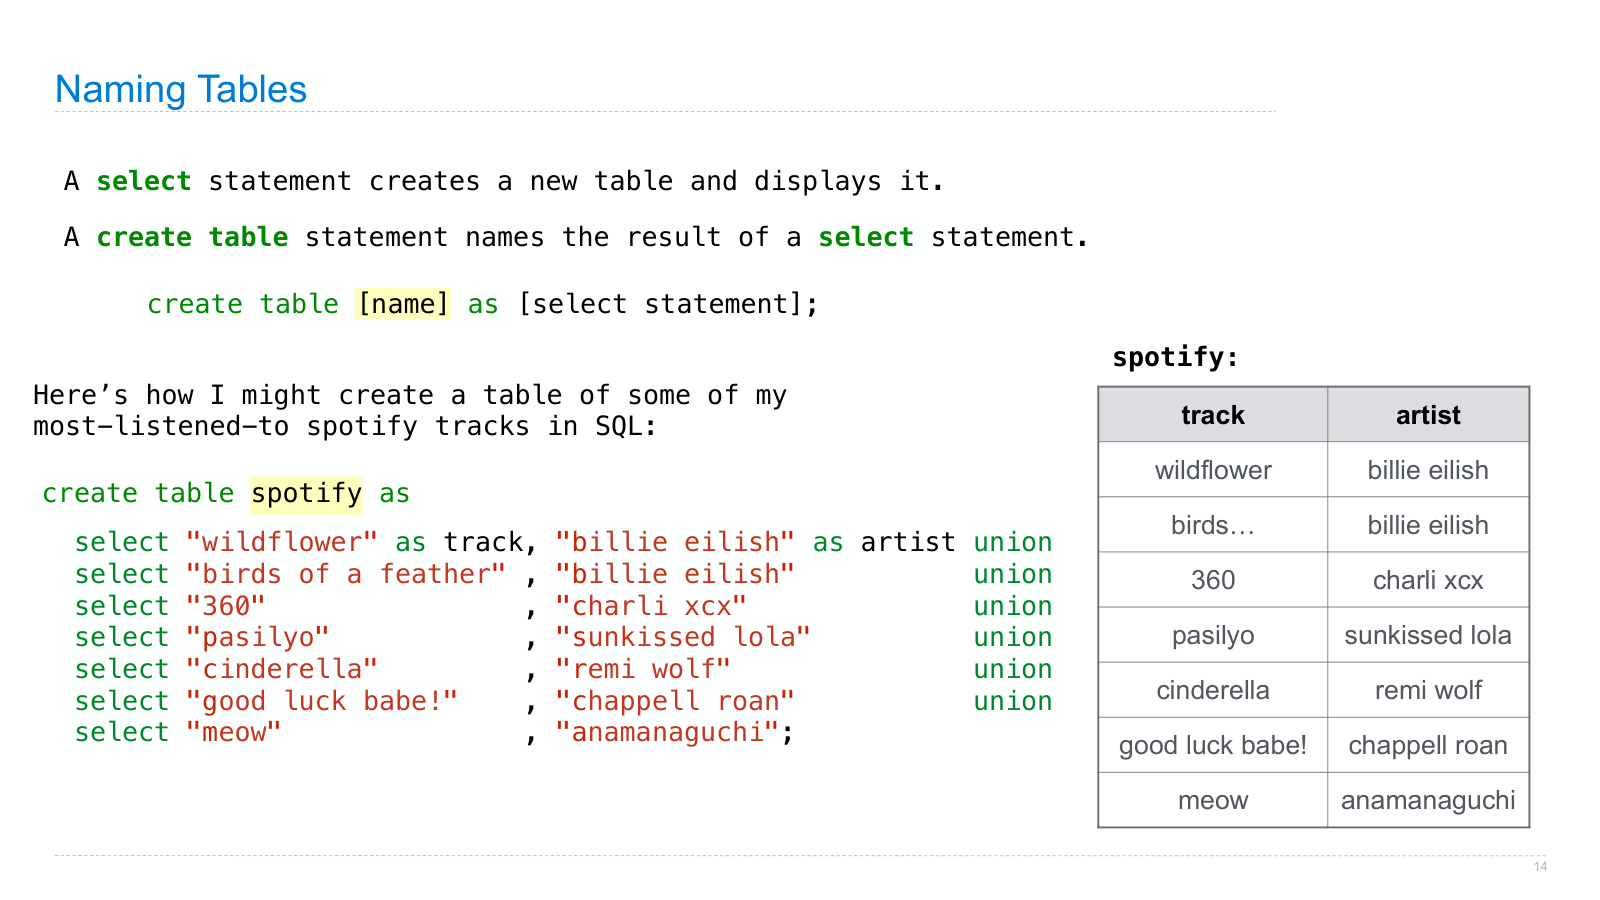 Naming Tables
A select statement creates a new table and displays it.
A create table statement names the result of a select statement.
create table [name] as [select statement];
Here’s how I might create a table of some of my
most–listened–to spotify tracks in SQL:
create table spotify as
select "wildflower" as track, "billie eilish" as artist union
select "birds of a feather" , "billie eilish" union
select "360" , "charli xcx" union
select "pasilyo" , "sunkissed lola" union
select "cinderella" , "remi wolf" union
select "good luck babe!" , "chappell roan" union
select "meow" , "anamanaguchi";
spotify:
track artist
wildflower billie eilish
birds… billie eilish
360 charli xcx
pasilyo sunkissed lola
cinderella remi wolf
good luck babe! chappell roan
meow anamanaguchi
14